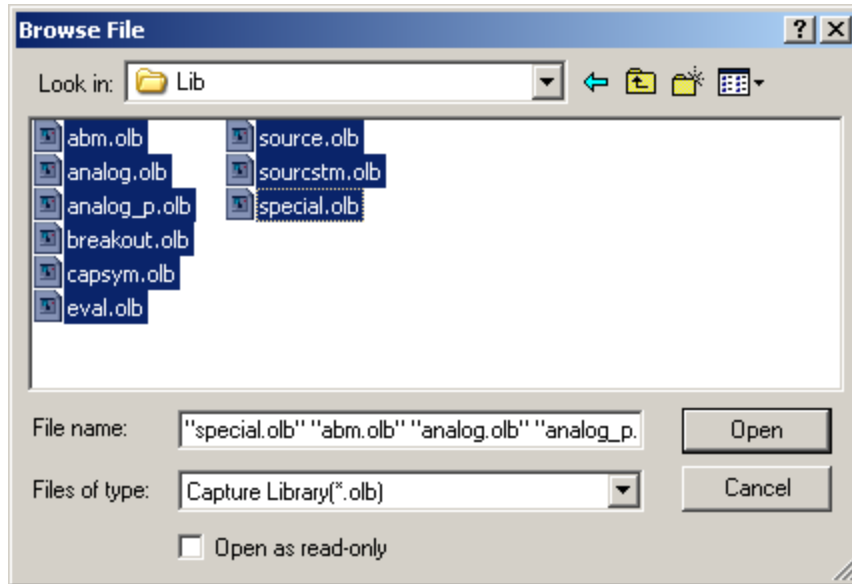 Browse File
Look in: Lib
abm.olb source.olb
analog.olb sourcstm.olb
analog_p.olb special.olb
breakout.olb
capsym.olb
eval.olb
File name: "special.olb" "abm.olb" "analog.olb" "analog_p. Open
Files of type: Capture Library(*.olb) Cancel
Open as read-only